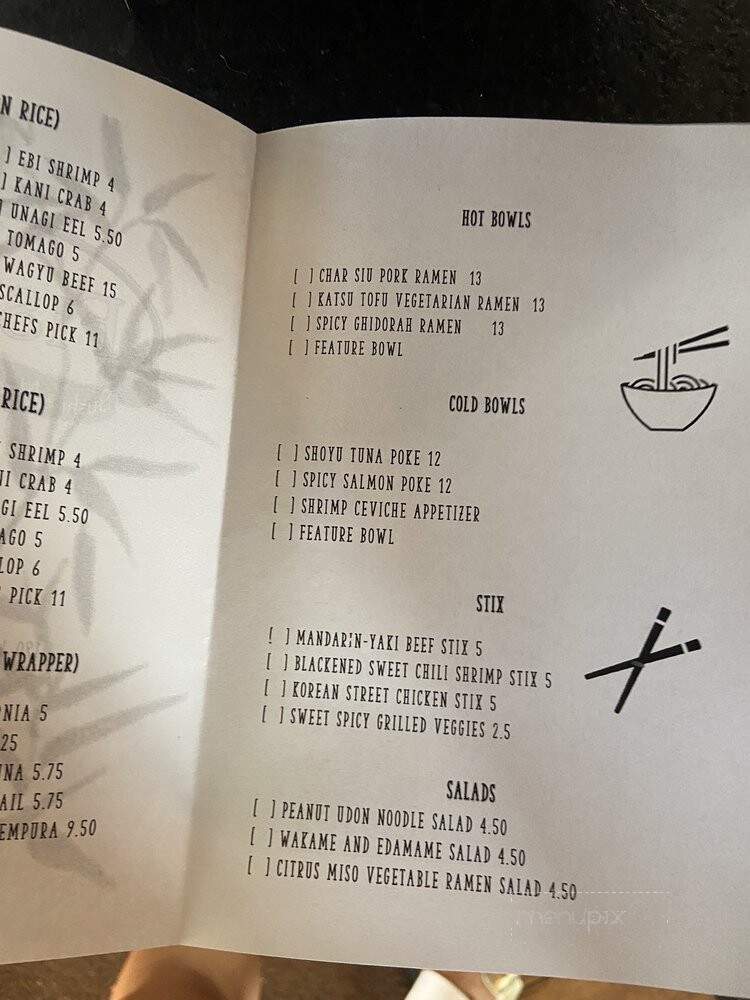 N RICE)
] EBI SHRIMP 4
] KANI CRAB 4
] UNAGI EEL 5.50
TOMAGO 5
WAGYU BEEF 15
SCALLOP 6
CHEFS PICK 11
RICE)
SHRIMP 4
NI CRAB 4
GI EEL 5.50
AGO 5
LOP 6
PICK 11
WRAPPER)
NIA 5
25
NA 5.75
AIL 5.75
EMPURA 9.50
HOT BOWLS
[ ] CHAR SIU PORK RAMEN 13
[ ] KATSU TOFU VEGETARIAN RAMEN 13
[ ] SPICY GHIDORAH RAMEN 13
[ ] FEATURE BOWL
COLD BOWLS
[ ] SHOYU TUNA POKE 12
[ ] SPICY SALMON POKE 12
[ ] SHRIMP CEVICHE APPETIZER
[ ] FEATURE BOWL
STIX
[ ] MANDARIN-YAKI BEEF STIX 5
[ ] BLACKENED SWEET CHILI SHRIMP STIX 5
[ ] KOREAN STREET CHICKEN STIX 5
[ ] SWEET SPICY GRILLED VEGGIES 2.5
SALADS
[ ] PEANUT UDON NOODLE SALAD 4.50
[ ] WAKAME AND EDAMAME SALAD 4.50
[ ] CITRUS MISO VEGETABLE RAMEN SALAD 4.50